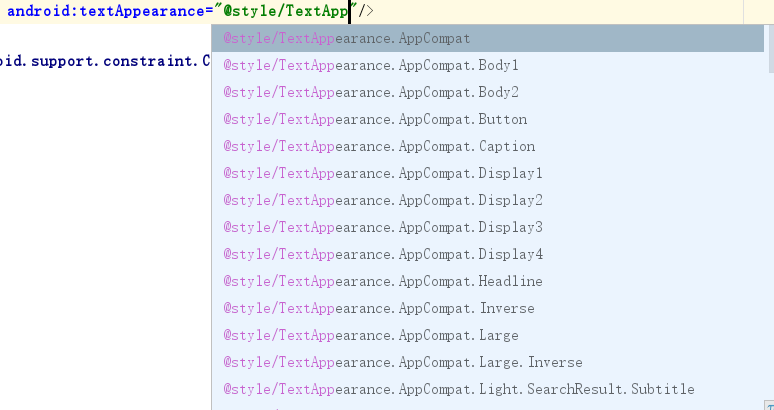 android:textAppearance="@style/TextApp"/>
@style/TextAppearance.AppCompat
oid.support.constraint.C
@style/TextAppearance.AppCompat.Body1
@style/TextAppearance.AppCompat.Body2
@style/TextAppearance.AppCompat.Button
@style/TextAppearance.AppCompat.Caption
@style/TextAppearance.AppCompat.Display1
@style/TextAppearance.AppCompat.Display2
@style/TextAppearance.AppCompat.Display3
@style/TextAppearance.AppCompat.Display4
@style/TextAppearance.AppCompat.Headline
@style/TextAppearance.AppCompat.Inverse
@style/TextAppearance.AppCompat.Large
@style/TextAppearance.AppCompat.Large.Inverse
@style/TextAppearance.AppCompat.Light.SearchResult.Subtitle